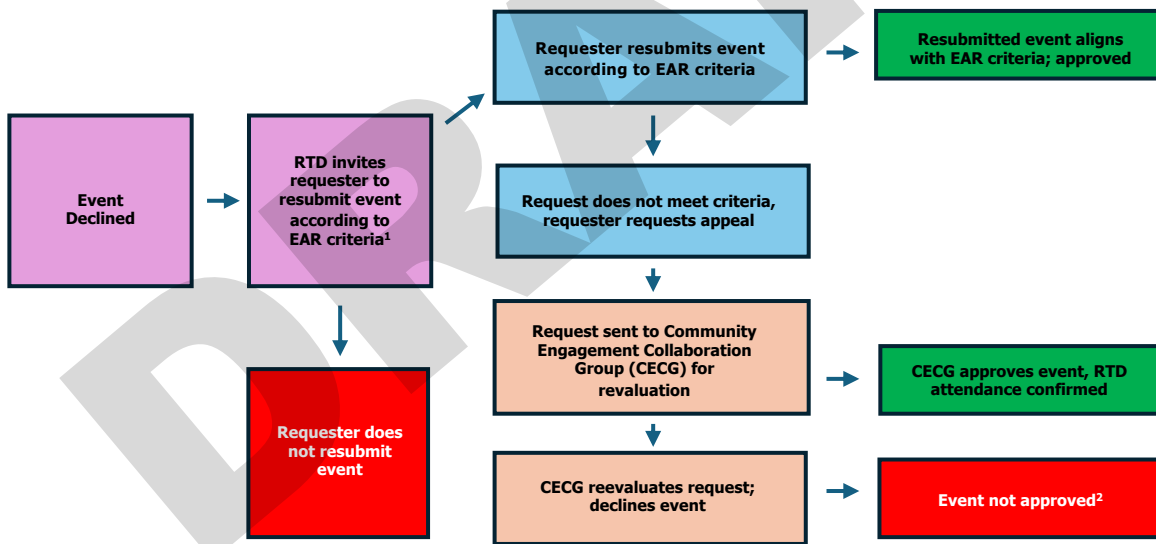 Event
Declined
RTD invites
requester to
resubmit event
according to
EAR criteria¹
Requester does
not resubmit
event
Requester resubmits event
according to EAR criteria
Resubmitted event aligns
with EAR criteria; approved
Request does not meet criteria,
requester requests appeal
Request sent to Community
Engagement Collaboration
Group (CECG) for
revaluation
CECG approves event, RTD
attendance confirmed
CECG reevaluates request;
declines event
Event not approved²